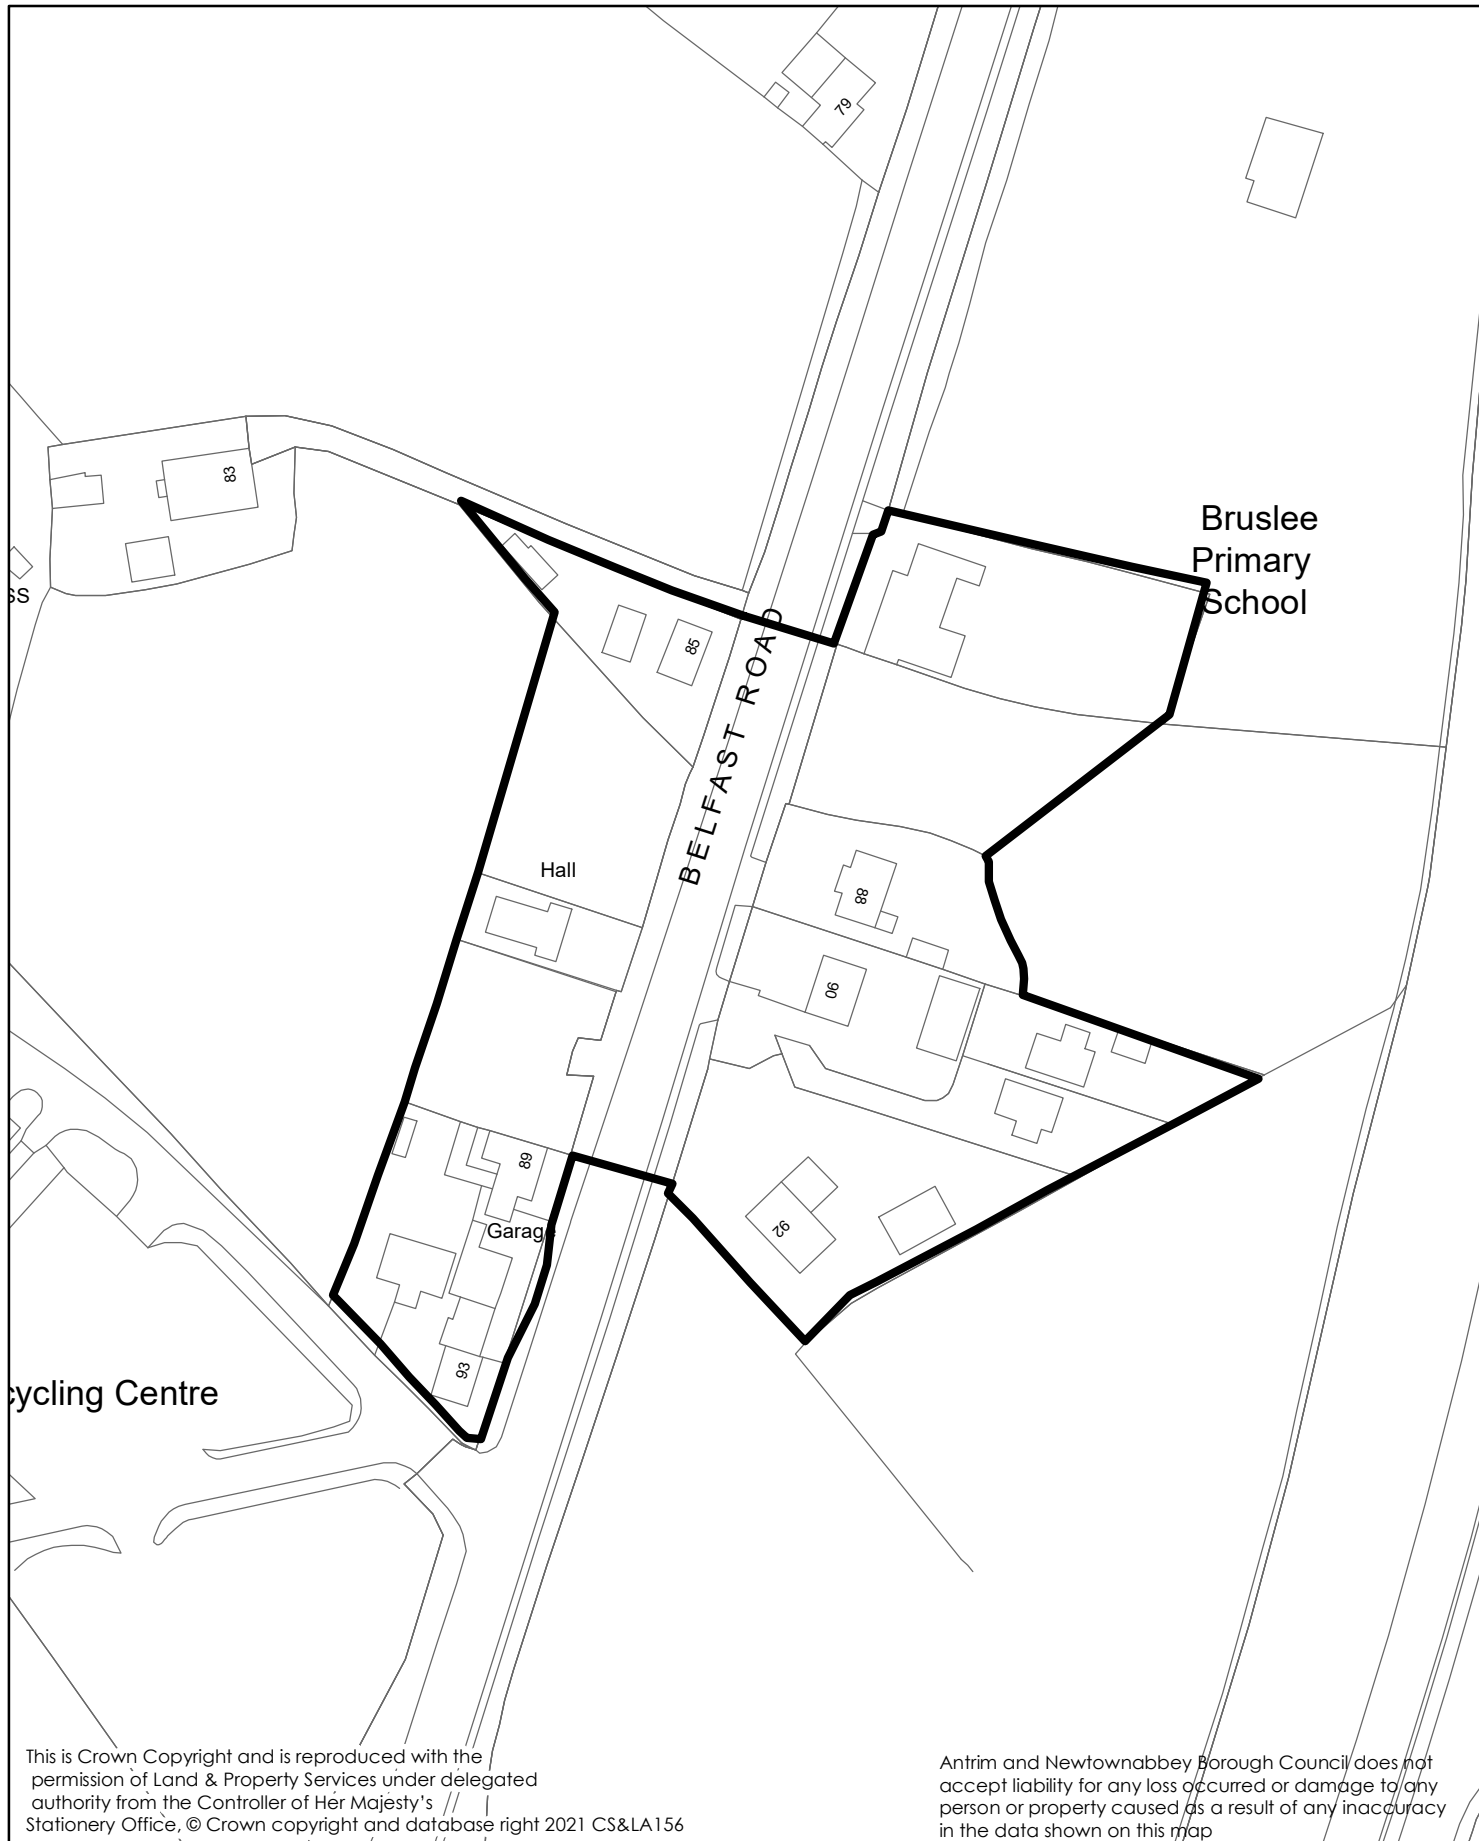 79
83
Bruslee
Primary
School
ss
85
BELFAST ROAD
Hall
88
90
89
Garage
92
93
cycling Centre
This is Crown Copyright and is reproduced with the
permission of Land & Property Services under delegated
authority from the Controller of Her Majesty's
Stationery Office, © Crown copyright and database right 2021 CS&LA156
Antrim and Newtownabbey Borough Council does not
accept liability for any loss occurred or damage to any
person or property caused as a result of any inaccuracy
in the data shown on this map